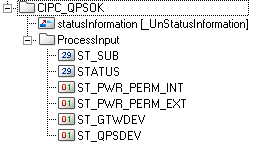 CIPC_QPSOK
statusInformation [_UnStatusInformation]
ProcessInput
29 ST_SUB
29 STATUS
01 ST_PWR_PERM_INT
01 ST_PWR_PERM_EXT
01 ST_GTWDEV
01 ST_QPSDEV